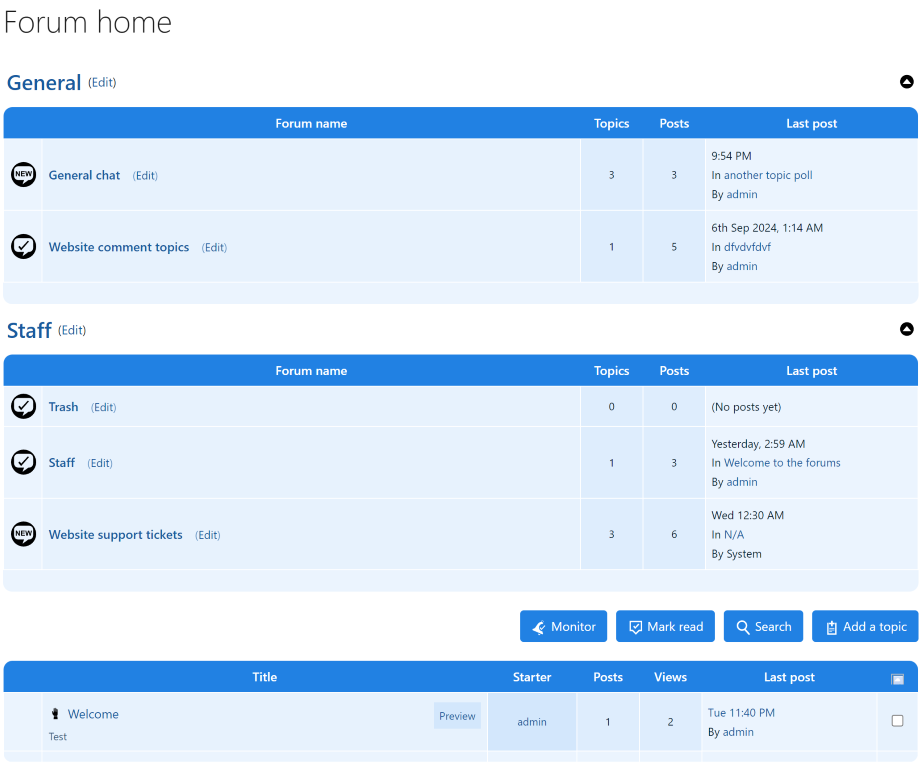 Forum home
General (Edit)
Forum name Topics Posts Last post
NEW General chat (Edit) 3 3 9:54 PM
In another topic poll
By admin
Website comment topics (Edit) 1 5 6th Sep 2024, 1:14 AM
In dfvdvfdvf
By admin
Staff (Edit)
Forum name Topics Posts Last post
Trash (Edit) 0 0 (No posts yet)
Staff (Edit) 1 3 Yesterday, 2:59 AM
In Welcome to the forums
By admin
NEW Website support tickets (Edit) 3 6 Wed 12:30 AM
In N/A
By System
Monitor Mark read Search Add a topic
Title Starter Posts Views Last post
Welcome Preview admin 1 2 Tue 11:40 PM
By admin
Test